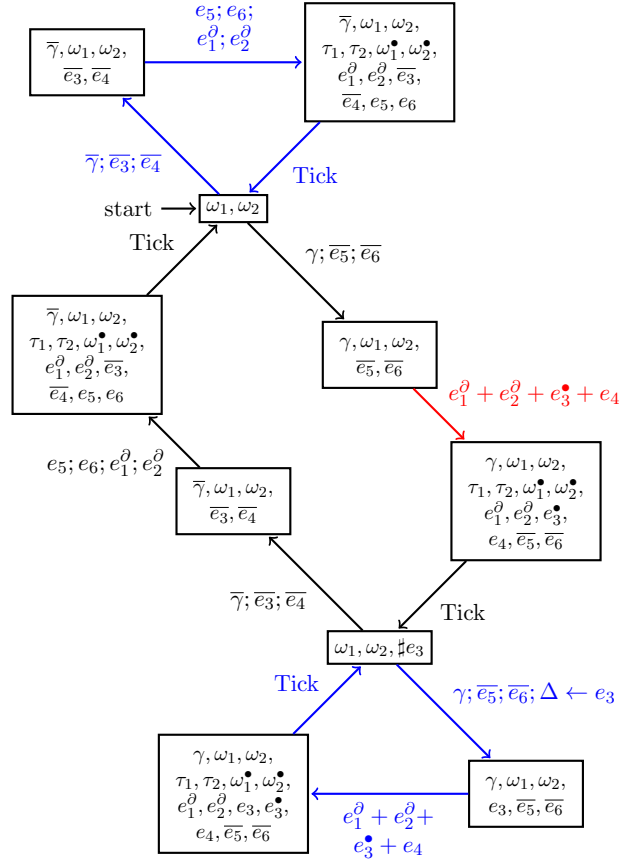 e₅; e₆;
e₁^∂; e₂^∂
γ̅, ω₁, ω₂,
e₃̅, e₄̅
γ̅, ω₁, ω₂,
τ₁, τ₂, ω₁^•, ω₂^•,
e₁^∂, e₂^∂, e₃̅,
e₄̅, e₅, e₆
γ̅; e₃̅; e₄̅
Tick
start
ω₁, ω₂
Tick
γ; e₅̅; e₆̅
γ̅, ω₁, ω₂,
τ₁, τ₂, ω₁^•, ω₂^•,
e₁^∂, e₂^∂, e₃̅,
e₄̅, e₅, e₆
γ, ω₁, ω₂,
e₅̅, e₆̅
e₁^∂ + e₂^∂ + e₃^• + e₄
e₅; e₆; e₁^∂; e₂^∂
γ̅, ω₁, ω₂,
e₃̅, e₄̅
γ, ω₁, ω₂,
τ₁, τ₂, ω₁^•, ω₂^•,
e₁^∂, e₂^∂, e₃^•,
e₄, e₅̅, e₆̅
γ̅; e₃̅; e₄̅
Tick
ω₁, ω₂, ♯e₃
Tick
γ; e₅̅; e₆̅; Δ ← e₃
γ, ω₁, ω₂,
τ₁, τ₂, ω₁^•, ω₂^•,
e₁^∂, e₂^∂, e₃, e₃^•,
e₄, e₅̅, e₆̅
γ, ω₁, ω₂,
e₃, e₅̅, e₆̅
e₁^∂ + e₂^∂+
e₃^• + e₄